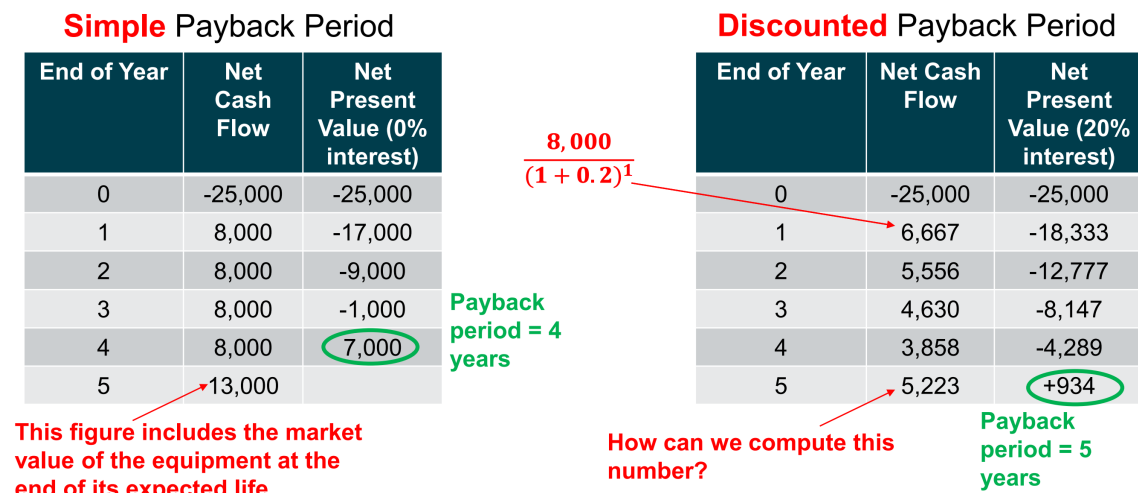 Simple Payback Period
End of Year Net Cash Flow Net Present Value (0% interest)
0 -25,000 -25,000
1 8,000 -17,000
2 8,000 -9,000
3 8,000 -1,000
4 8,000 7,000
5 13,000
Payback
period = 4
years
This figure includes the market
value of the equipment at the
end of its expected life
8,000
(1 + 0.2)¹
Discounted Payback Period
End of Year Net Cash Flow Net Present Value (20% interest)
0 -25,000 -25,000
1 6,667 -18,333
2 5,556 -12,777
3 4,630 -8,147
4 3,858 -4,289
5 5,223 +934
How can we compute this
number?
Payback
period = 5
years